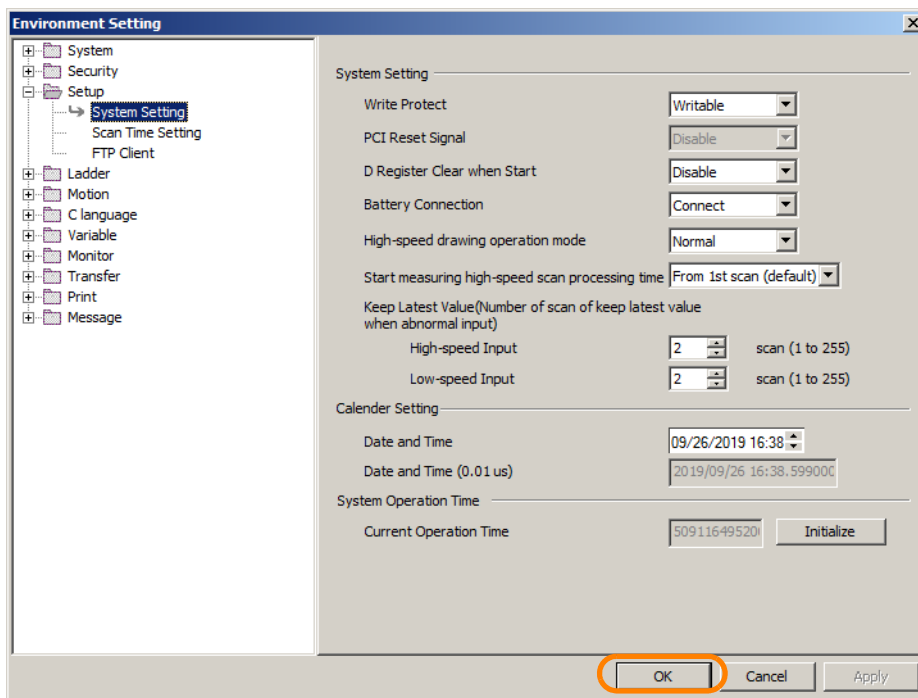 Environment Setting
System
Security
Setup
System Setting
Scan Time Setting
FTP Client
Ladder
Motion
C language
Variable
Monitor
Transfer
Print
Message
System Setting
Write Protect Writable
PCI Reset Signal Disable
D Register Clear when Start Disable
Battery Connection Connect
High-speed drawing operation mode Normal
Start measuring high-speed scan processing time From 1st scan (default)
Keep Latest Value(Number of scan of keep latest value
when abnormal input)
High-speed Input 2 scan (1 to 255)
Low-speed Input 2 scan (1 to 255)
Calender Setting
Date and Time 09/26/2019 16:38
Date and Time (0.01 us) 2019/09/26 16:38.599000
System Operation Time
Current Operation Time 50911649520 Initialize
OK Cancel Apply